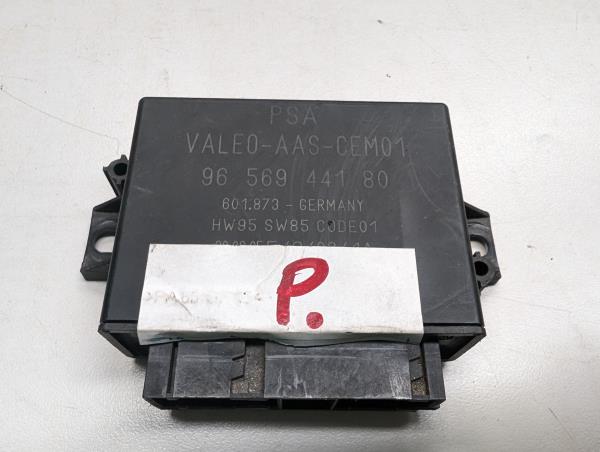 PSA
VALEO-AAS-CEM01
96 569 441 80
601.873 - GERMANY
HW95 SW85 CODE01
P.